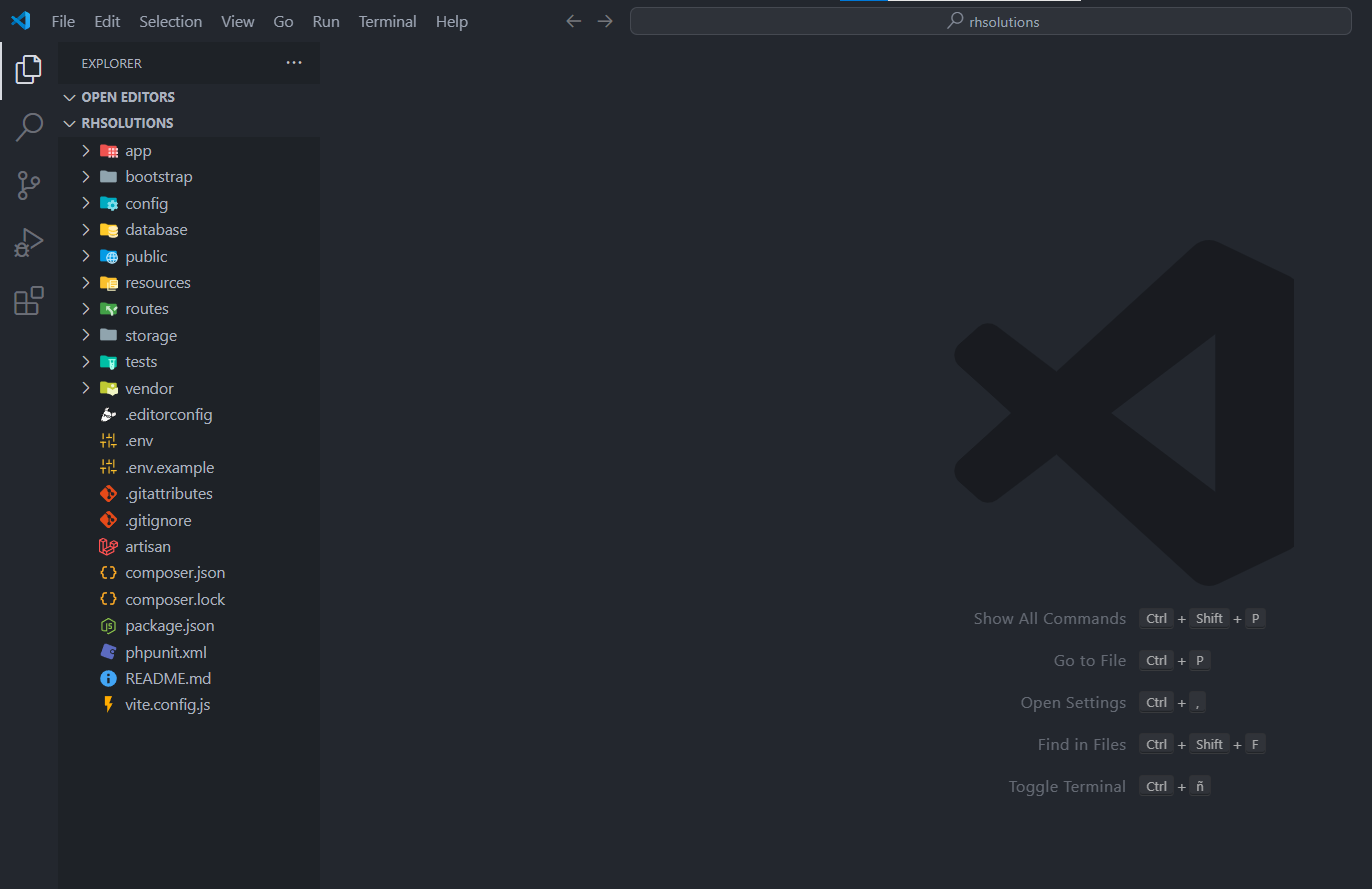 File Edit Selection View Go Run Terminal Help
rhsolutions
EXPLORER
OPEN EDITORS
RHSOLUTIONS
app
bootstrap
config
database
public
resources
routes
storage
tests
vendor
.editorconfig
.env
.env.example
.gitattributes
.gitignore
artisan
composer.json
composer.lock
package.json
phpunit.xml
README.md
vite.config.js
Show All Commands Ctrl + Shift + P
Go to File Ctrl + P
Open Settings Ctrl + ,
Find in Files Ctrl + Shift + F
Toggle Terminal Ctrl + ñ